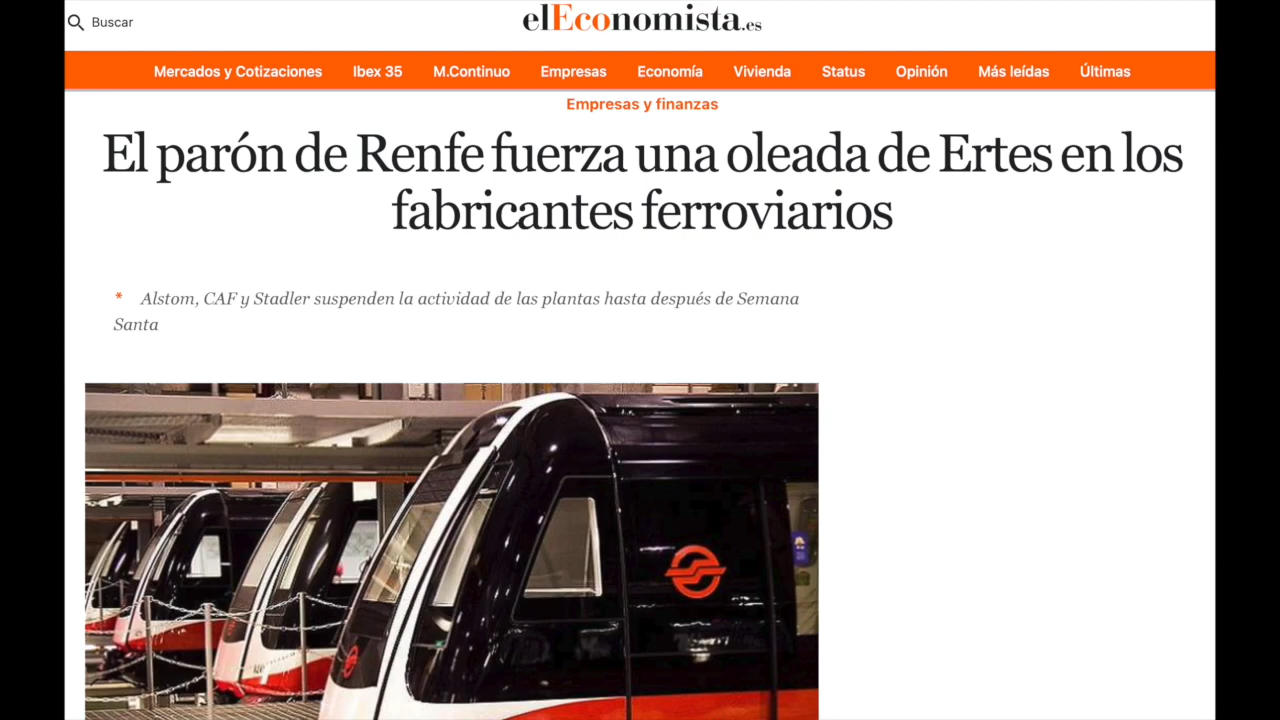 Buscar
elEconomista.es
Mercados y Cotizaciones Ibex 35 M.Continuo Empresas Economía Vivienda Status Opinión Más leídas Últimas
Empresas y finanzas
El parón de Renfe fuerza una oleada de Ertes en los
fabricantes ferroviarios
* Alstom, CAF y Stadler suspenden la actividad de las plantas hasta después de Semana
Santa